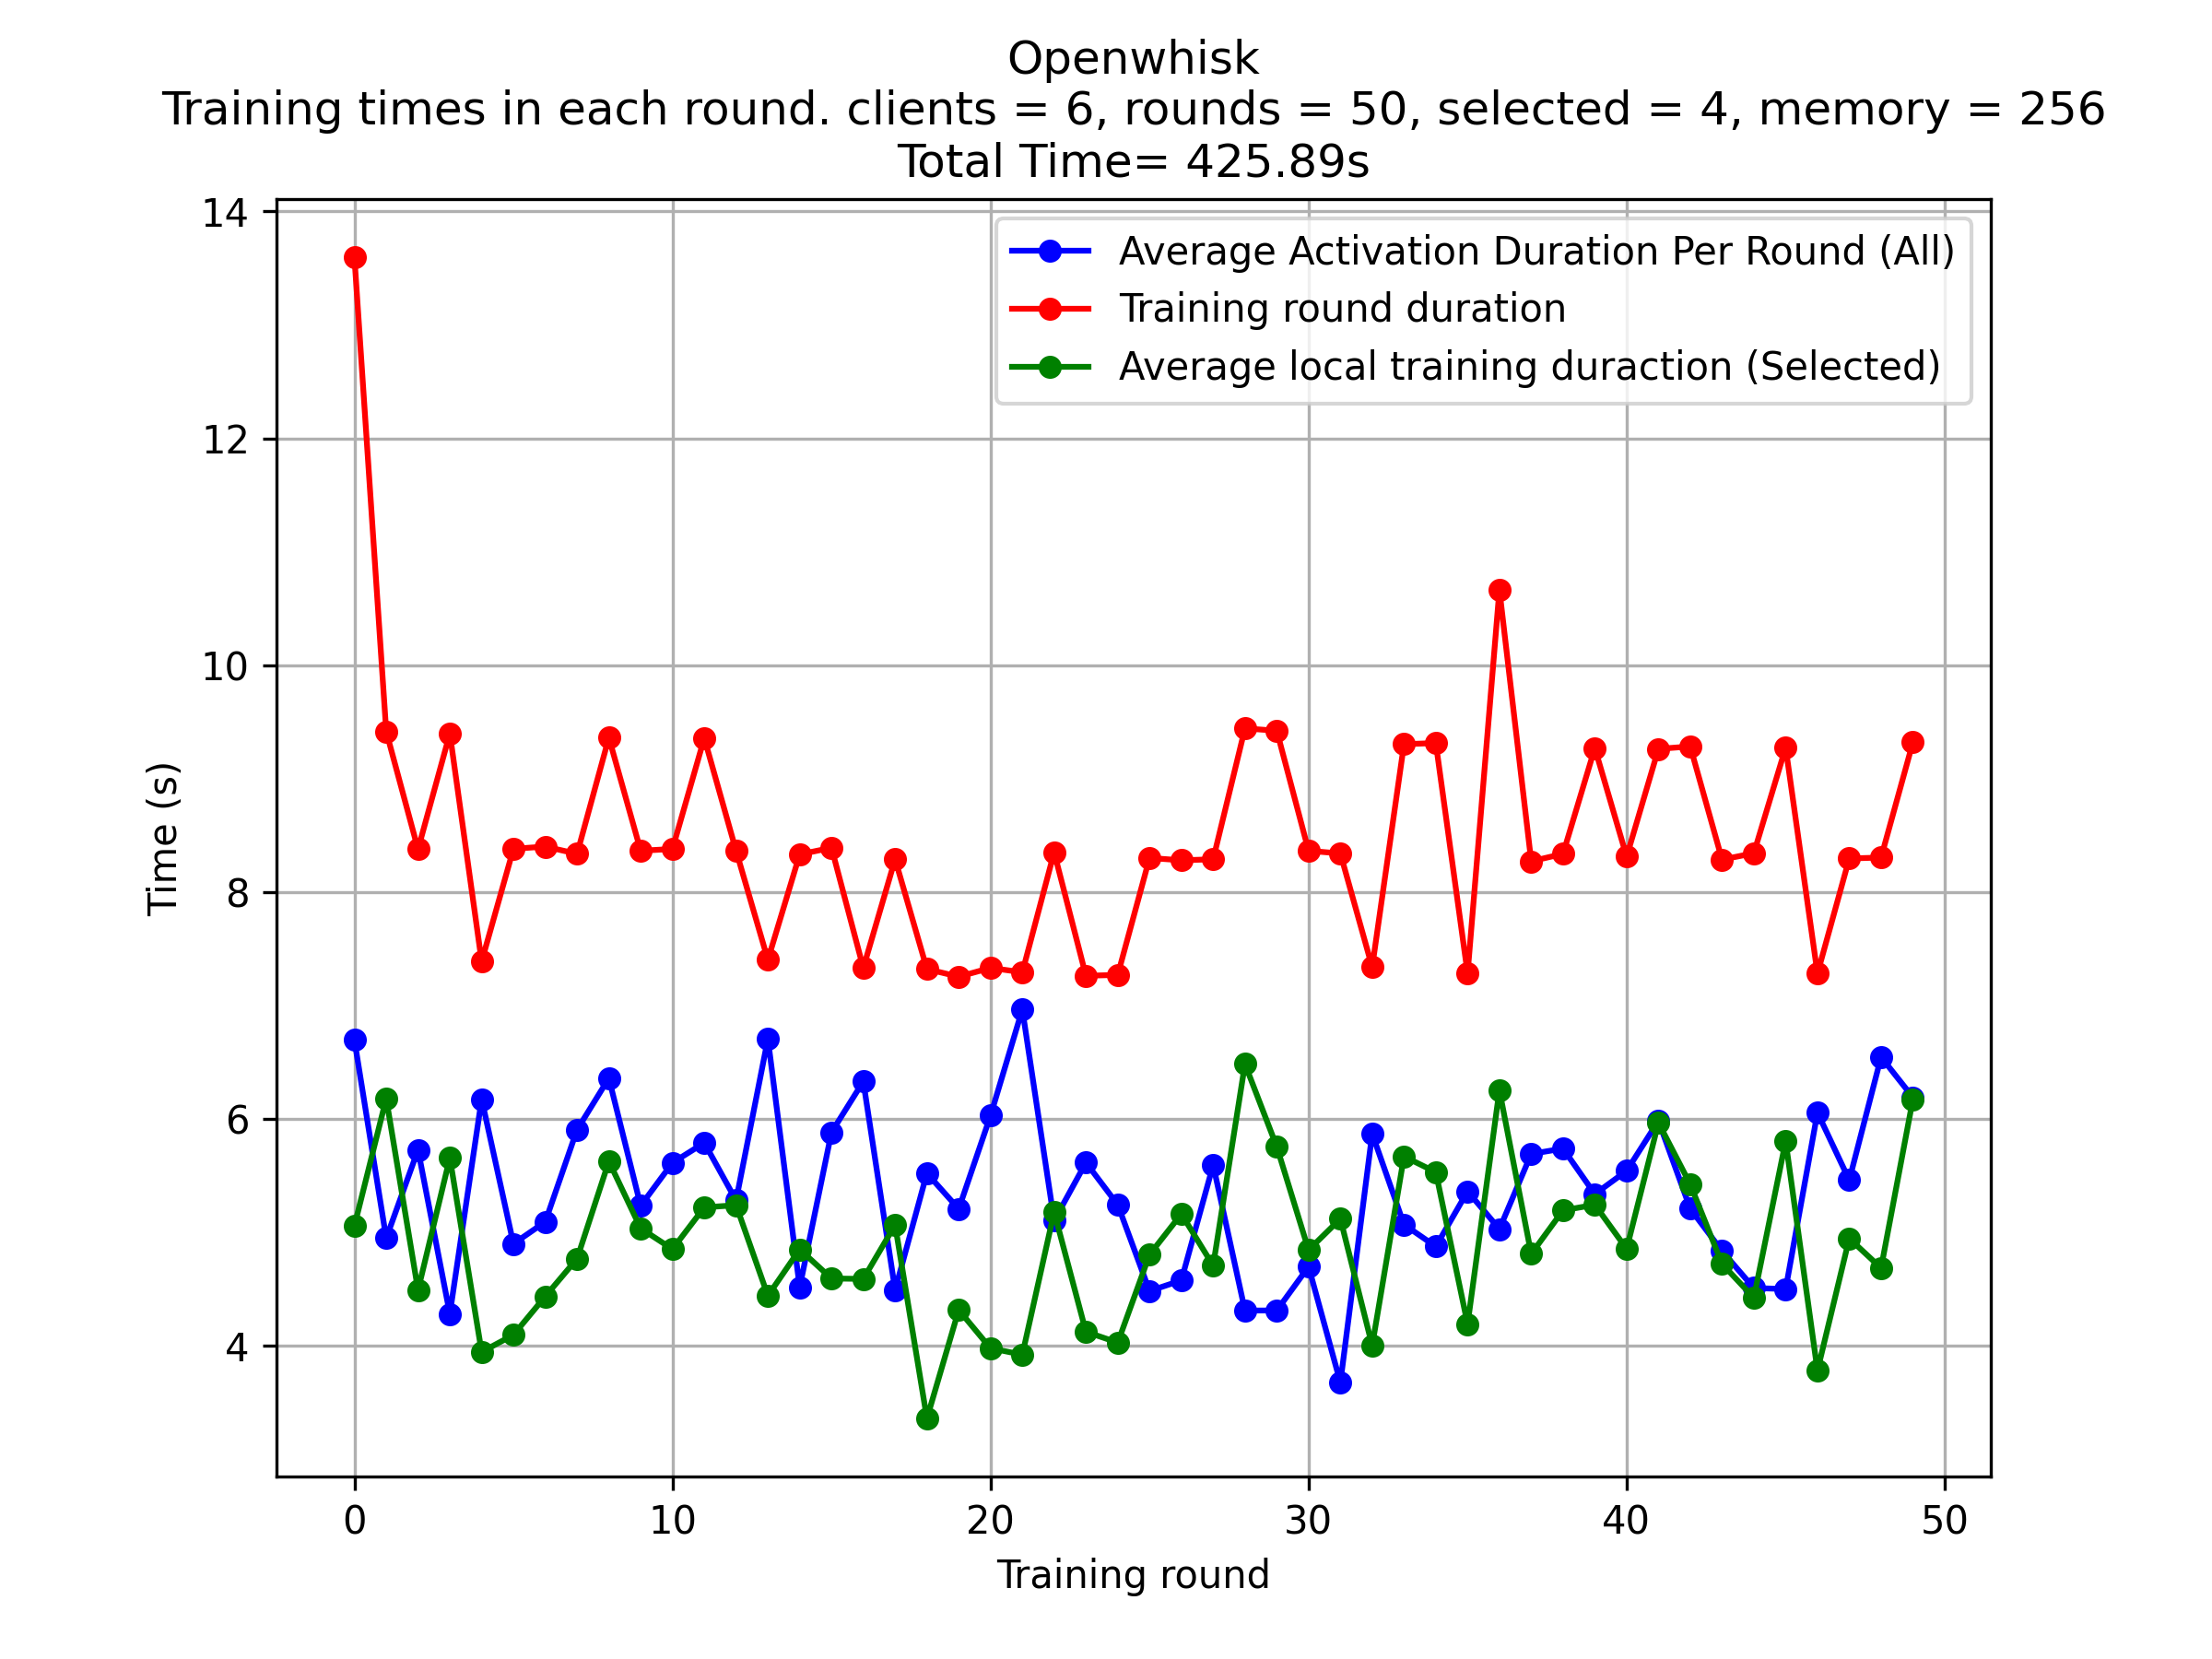 Openwhisk
Training times in each round. clients = 6, rounds = 50, selected = 4, memory = 256
Total Time= 425.89s
14
12
10
8
6
4
Time (s)
Average Activation Duration Per Round (All)
Training round duration
Average local training duraction (Selected)
0 10 20 30 40 50
Training round